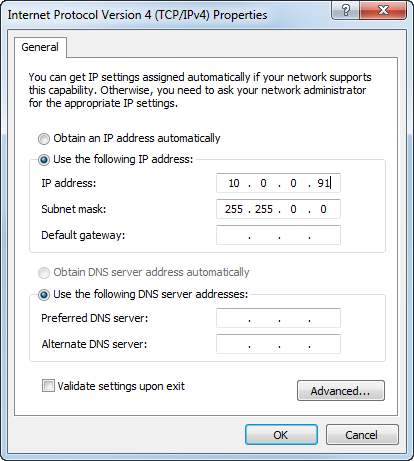 Internet Protocol Version 4 (TCP/IPv4) Properties
General
You can get IP settings assigned automatically if your network supports
this capability. Otherwise, you need to ask your network administrator
for the appropriate IP settings.
Obtain an IP address automatically
Use the following IP address:
IP address: 10 . 0 . 0 . 91
Subnet mask: 255 . 255 . 0 . 0
Default gateway: . . .
Obtain DNS server address automatically
Use the following DNS server addresses:
Preferred DNS server: . . .
Alternate DNS server: . . .
Validate settings upon exit
Advanced...
OK Cancel